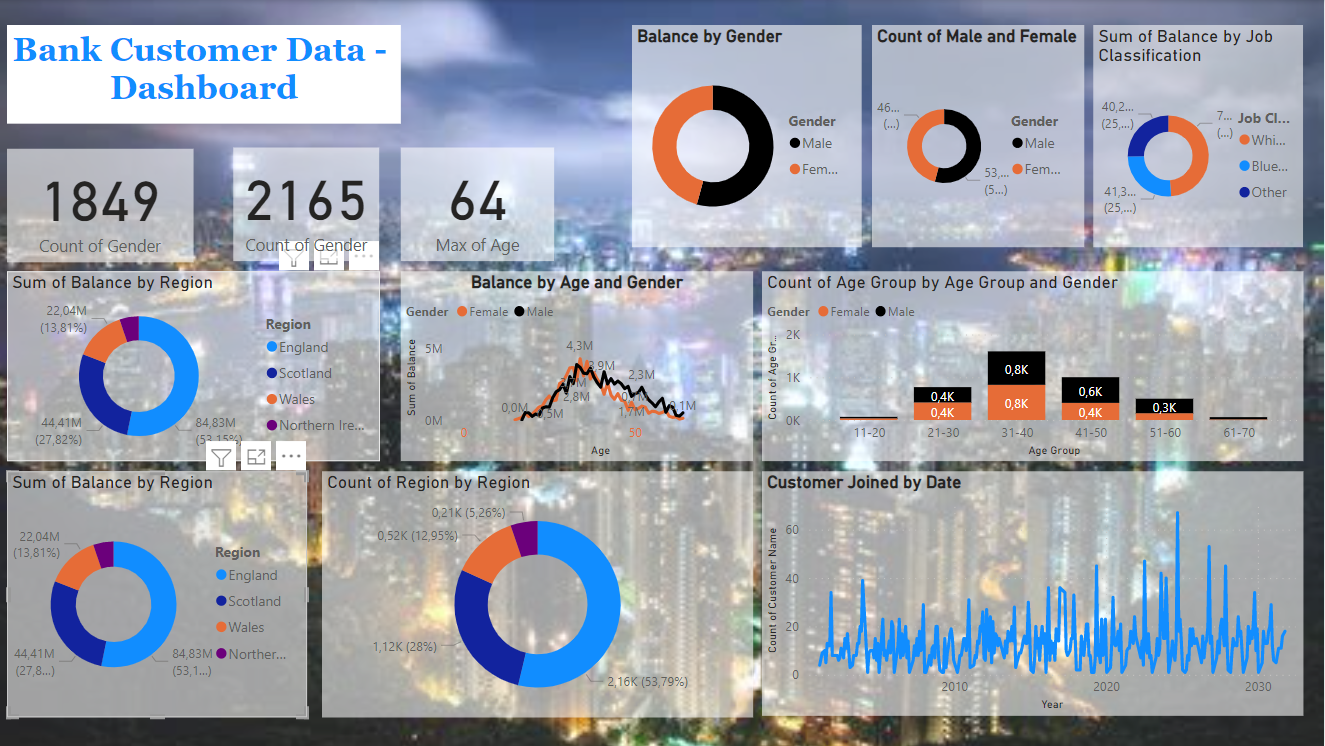 Bank Customer Data -
Dashboard
1849
Count of Gender
2165
Count of Gender
64
Max of Age
Balance by Gender
Gender
Male
Fem...
Count of Male and Female
46...
(...)
53,...
(5...)
Gender
Male
Fem...
Sum of Balance by Job
Classification
40,2...
(25,...)
7...
(...)
41,3...
(25,...)
Job Cl...
Whi...
Blue...
Other
Sum of Balance by Region
22,04M
(13,81%)
44,41M
(27,82%)
84,83M
(53,15%)
Region
England
Scotland
Wales
Northern Ire...
Balance by Age and Gender
Gender Female Male
Sum of Balance
5M
0M
4,3M
2,3M
2,8M
0,0M
1,7M
0 50
Age
Count of Age Group by Age Group and Gender
Gender Female Male
Count of Age Gr...
2K
1K
0K
0,4K
0,4K
0,8K
0,8K
0,6K
0,4K
0,3K
11-20 21-30 31-40 41-50 51-60 61-70
Age Group
Sum of Balance by Region
22,04M
(13,81%)
44,41M
(27,8...)
84,83M
(53,1...)
Region
England
Scotland
Wales
Norther...
Count of Region by Region
0,21K (5,26%)
0,52K (12,95%)
1,12K (28%)
2,16K (53,79%)
Customer Joined by Date
Count of Customer Name
60
40
20
0
2010 2020 2030
Year